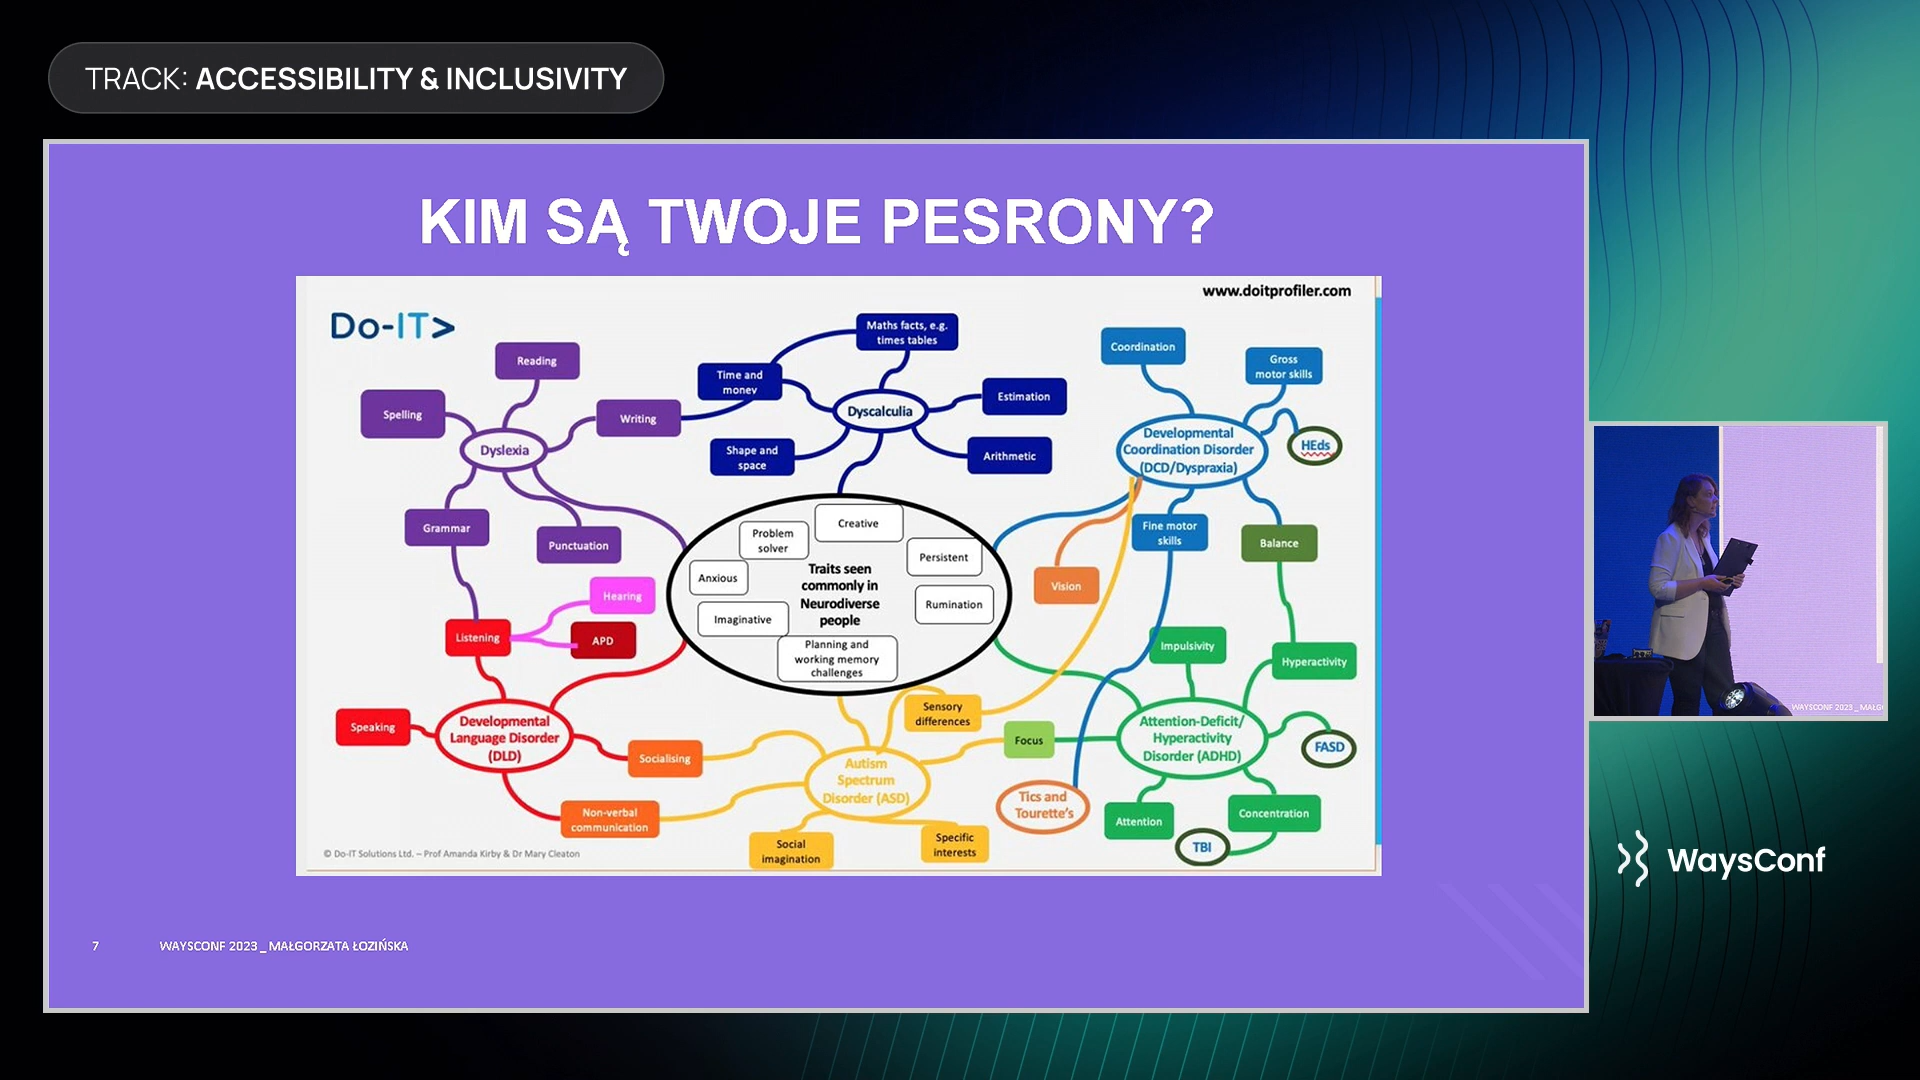 TRACK: ACCESSIBILITY & INCLUSIVITY
KIM SĄ TWOJE PESRONY?
www.doitprofiler.com
Do-IT>
Maths facts, e.g.
times tables
Reading
Coordination
Gross
motor skills
Time and
money
Spelling
Writing
Estimation
Dyscalculia
Dyslexia
Shape and
space
Arithmetic
Developmental
Coordination Disorder
(DCD/Dyspraxia)
HEds
Grammar
Punctuation
Creative
Problem
solver
Persistent
Fine motor
skills
Balance
Anxious
Traits seen
commonly in
Neurodiverse
people
Vision
Hearing
Imaginative
Rumination
Listening
APD
Planning and
working memory
challenges
Impulsivity
Hyperactivity
Speaking
Developmental
Language Disorder
(DLD)
Sensory
differences
Socialising
Focus
Attention-Deficit/
Hyperactivity
Disorder (ADHD)
FASD
Autism
Spectrum
Disorder (ASD)
Non-verbal
communication
Tics and
Tourette's
Attention
Concentration
Social
imagination
Specific
interests
TBI
© Do-IT Solutions Ltd. – Prof Amanda Kirby & Dr Mary Cleaton
7 WAYSCONF 2023 _ MAŁGORZATA ŁOZIŃSKA
WAYSCONF 2023 _ MAŁG
WaysConf